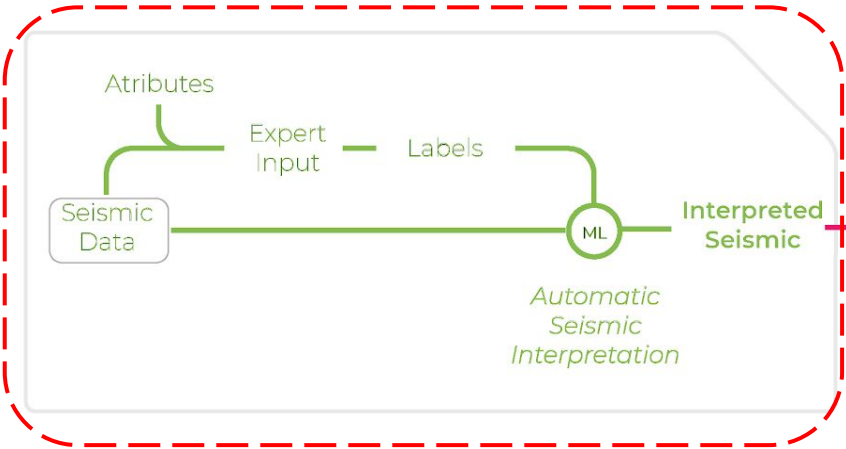 Atributes
Expert
Input
Labels
Seismic
Data
ML
Interpreted
Seismic
Automatic
Seismic
Interpretation